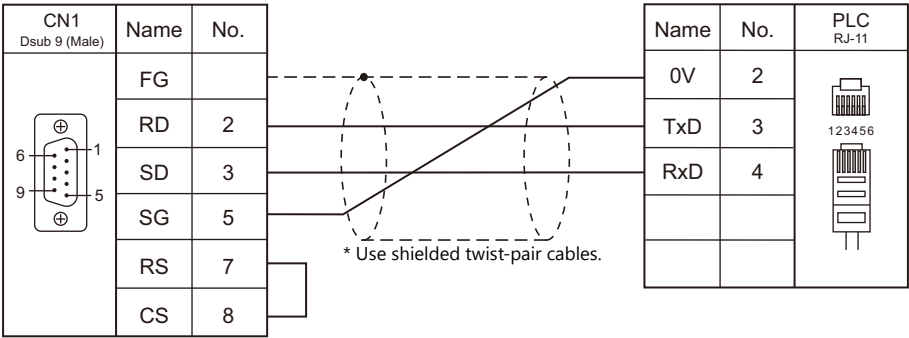 CN1
Dsub 9 (Male)
Name
No.
FG
RD 2
SD 3
SG 5
RS 7
CS 8
6
1
9
5
* Use shielded twist-pair cables.
Name
No.
PLC
RJ-11
0V 2
TxD 3
RxD 4
123456